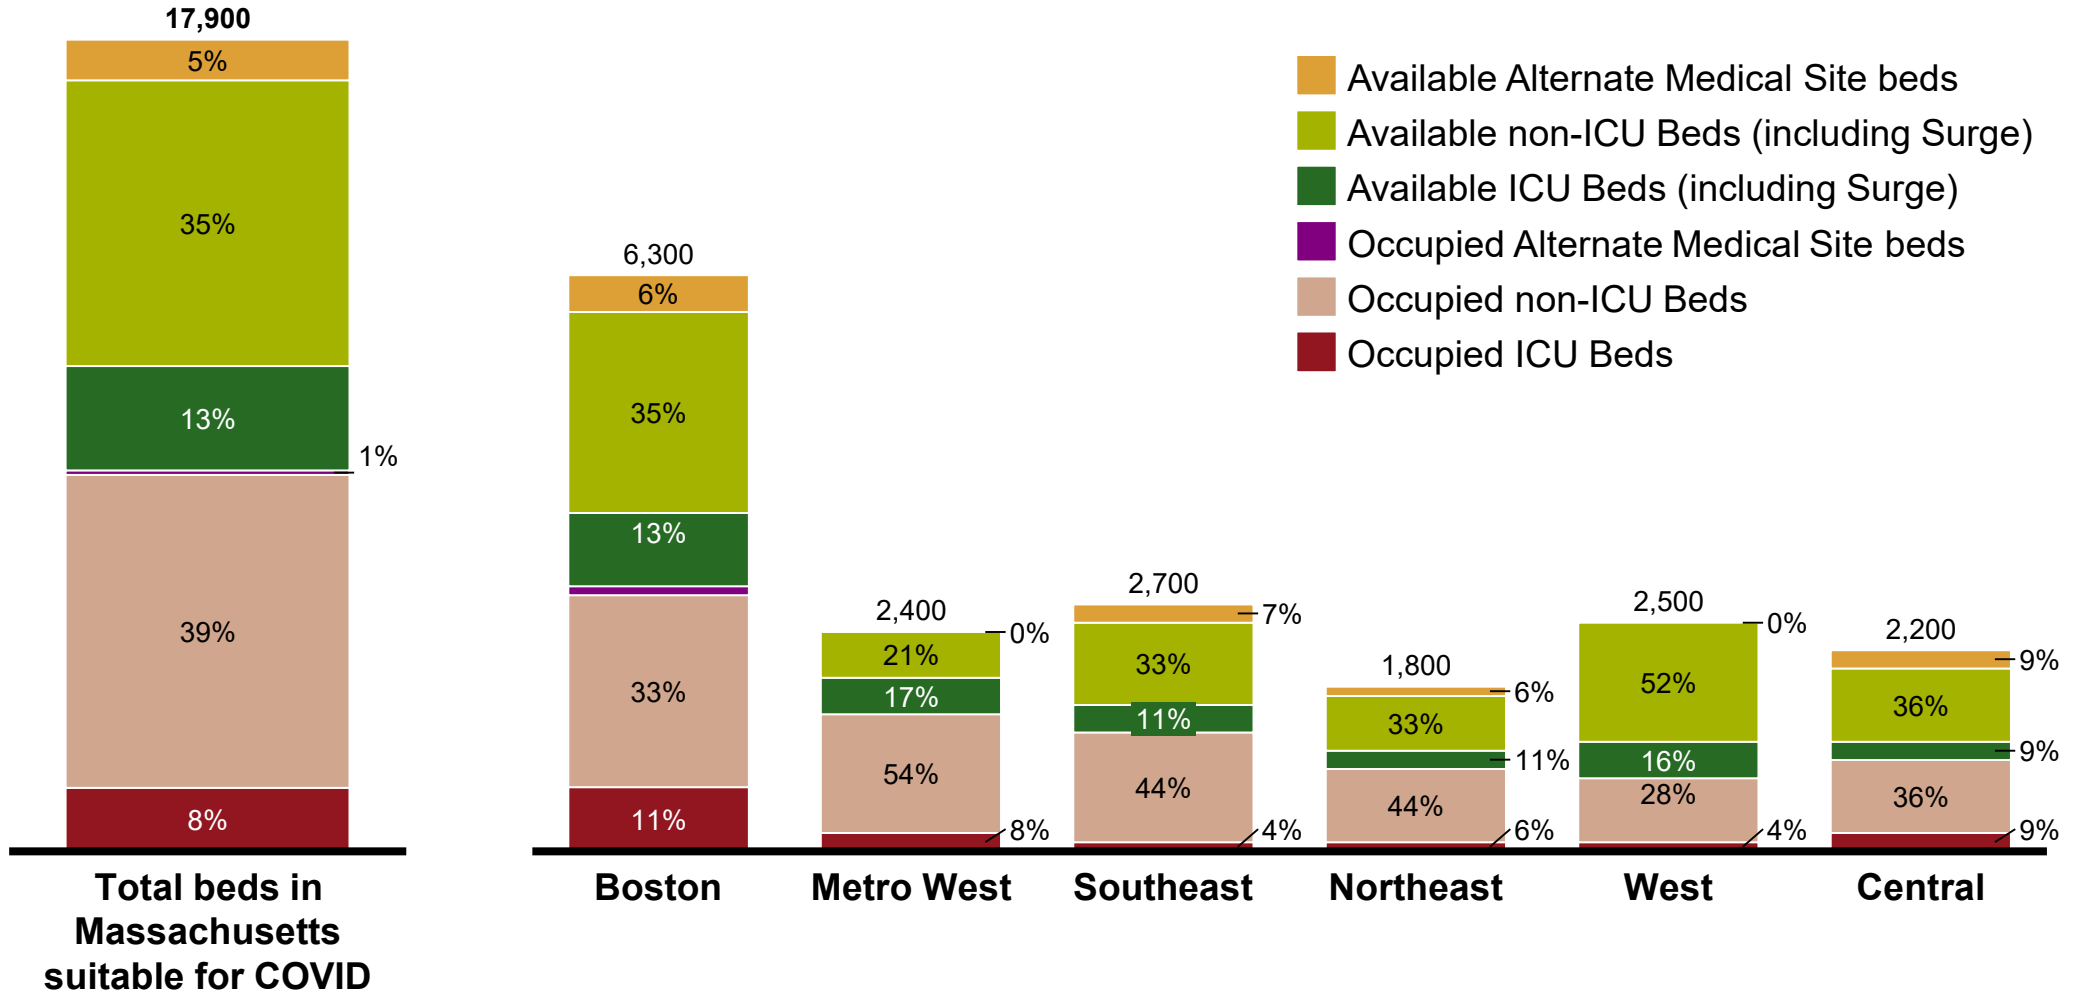 17,900
5%
35%
13%
1%
39%
8%
6,300
6%
35%
13%
33%
11%
2,400
0%
21%
17%
54%
8%
2,700
7%
33%
11%
44%
4%
1,800
6%
33%
11%
44%
6%
2,500
0%
52%
16%
28%
4%
2,200
9%
36%
9%
36%
9%
Available Alternate Medical Site beds
Available non-ICU Beds (including Surge)
Available ICU Beds (including Surge)
Occupied Alternate Medical Site beds
Occupied non-ICU Beds
Occupied ICU Beds
Total beds in
Massachusetts
suitable for COVID
Boston
Metro West
Southeast
Northeast
West
Central